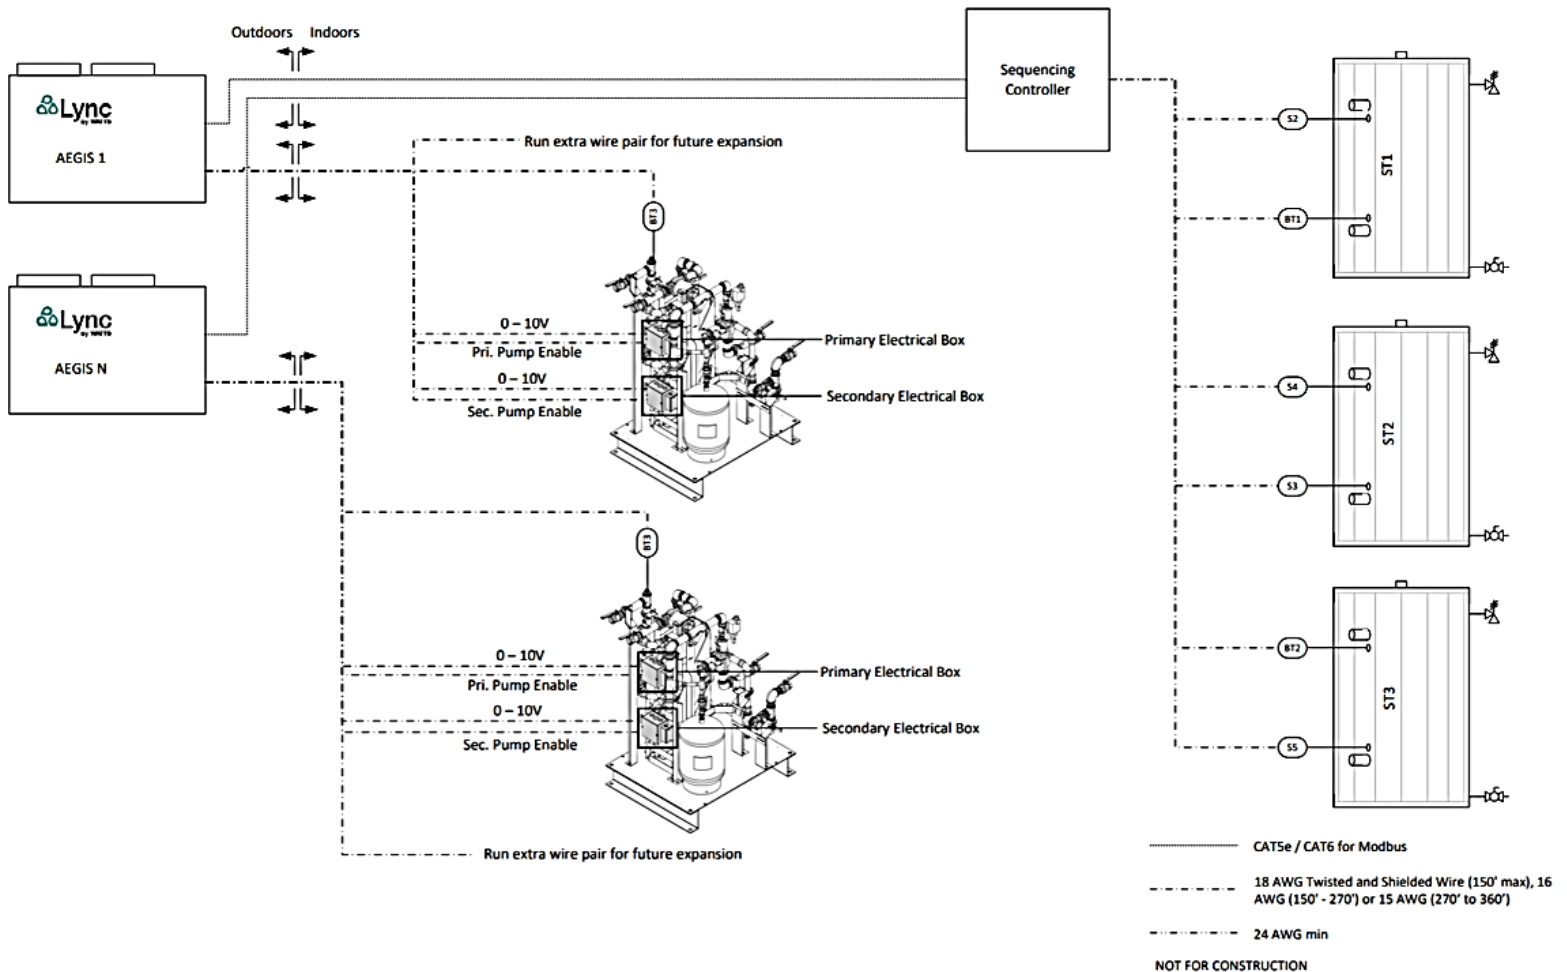 Outdoors Indoors
Lync
by WATTS
AEGIS 1
Sequencing
Controller
Run extra wire pair for future expansion
S2
ST1
BT1
BT3
Lync
by WATTS
AEGIS N
0 – 10V
Pri. Pump Enable
Primary Electrical Box
0 – 10V
Sec. Pump Enable
Secondary Electrical Box
S4
ST2
S3
BT3
0 – 10V
Pri. Pump Enable
Primary Electrical Box
0 – 10V
Sec. Pump Enable
Secondary Electrical Box
BT2
ST3
S5
Run extra wire pair for future expansion
CAT5e / CAT6 for Modbus
18 AWG Twisted and Shielded Wire (150' max), 16
AWG (150' - 270') or 15 AWG (270' to 360')
24 AWG min
NOT FOR CONSTRUCTION